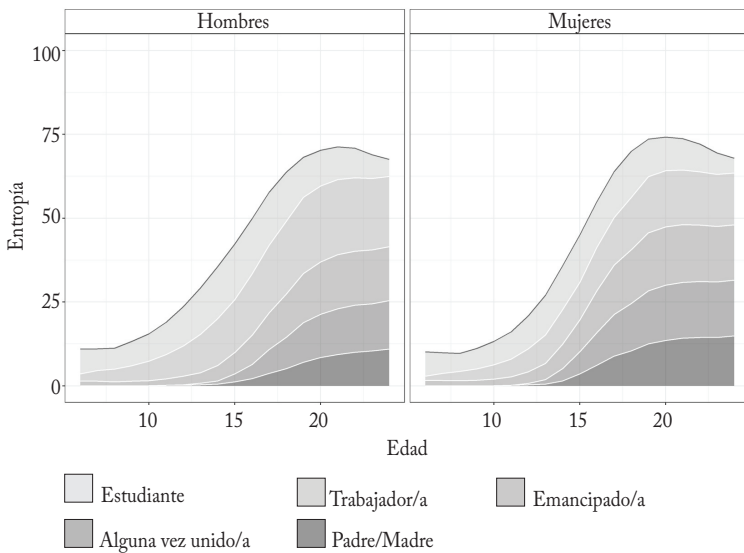 Hombres Mujeres
100
75
50
25
0
Entropía
10 15 20 10 15 20
Edad
Estudiante Trabajador/a Emancipado/a
Alguna vez unido/a Padre/Madre